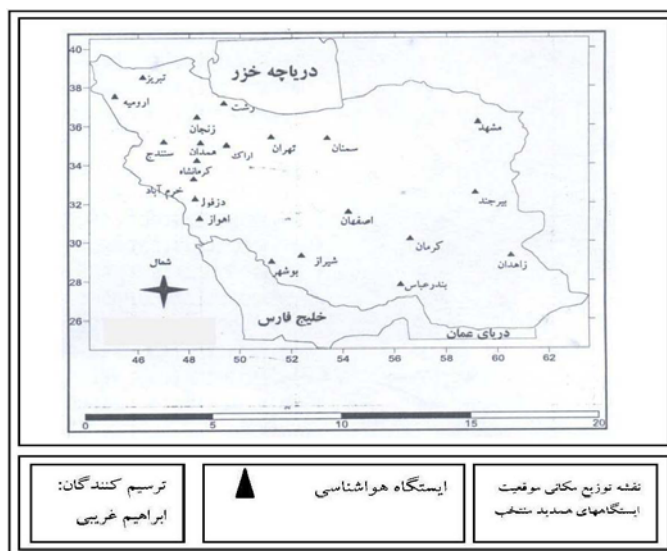 دریاچه خزر
تبریز
ارومیه
رشت
زنجان
مشهد
سنندج
همدان
اراک
تهران
سمنان
کرمانشاه
خرم آباد
دزفول
اهواز
اصفهان
بیرجند
کرمان
زاهدان
شیراز
بوشهر
بندرعباس
شمال
خلیج فارس
دریای عمان
40
38
36
34
32
30
28
26
46 48 50 52 54 56 58 60 62
0 5 10 15 20
نقشه توزیع مکانی موقعیت
ایستگاههای همدید منتخب
ایستگاه هواشناسی
ترسیم کنندگان:
ابراهیم غریبی